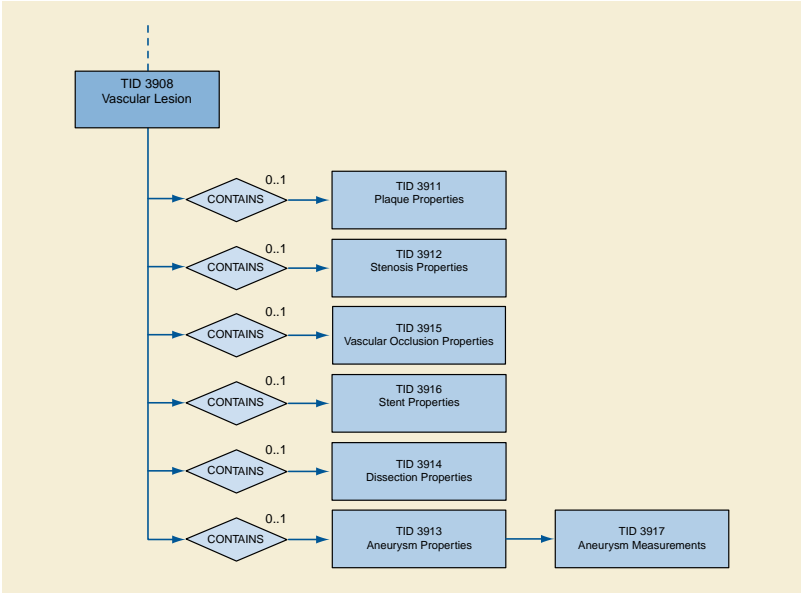 TID 3908
Vascular Lesion
0..1
CONTAINS
TID 3911
Plaque Properties
0..1
CONTAINS
TID 3912
Stenosis Properties
0..1
CONTAINS
TID 3915
Vascular Occlusion Properties
0..1
CONTAINS
TID 3916
Stent Properties
0..1
CONTAINS
TID 3914
Dissection Properties
0..1
CONTAINS
TID 3913
Aneurysm Properties
TID 3917
Aneurysm Measurements